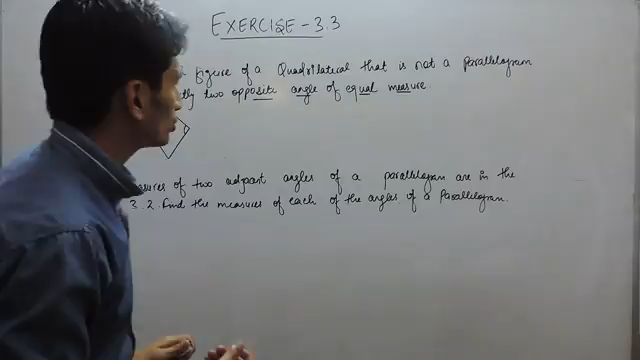 EXERCISE - 3.3
figure of a Quadrilateral that is not a parallelogram
tly two opposite angle of equal measure.
asures of two adjacent angles of a parallelogram are in the
3.2. Find the measures of each of the angles of a Parallelogram.